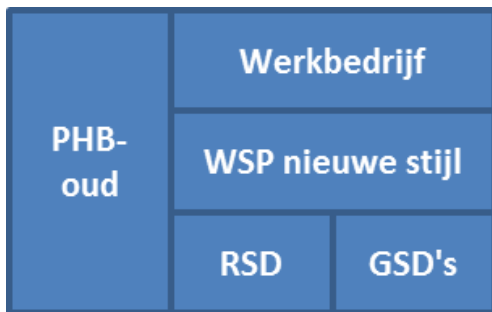 PHB-
oud
Werkbedrijf
WSP nieuwe stijl
RSD
GSD's